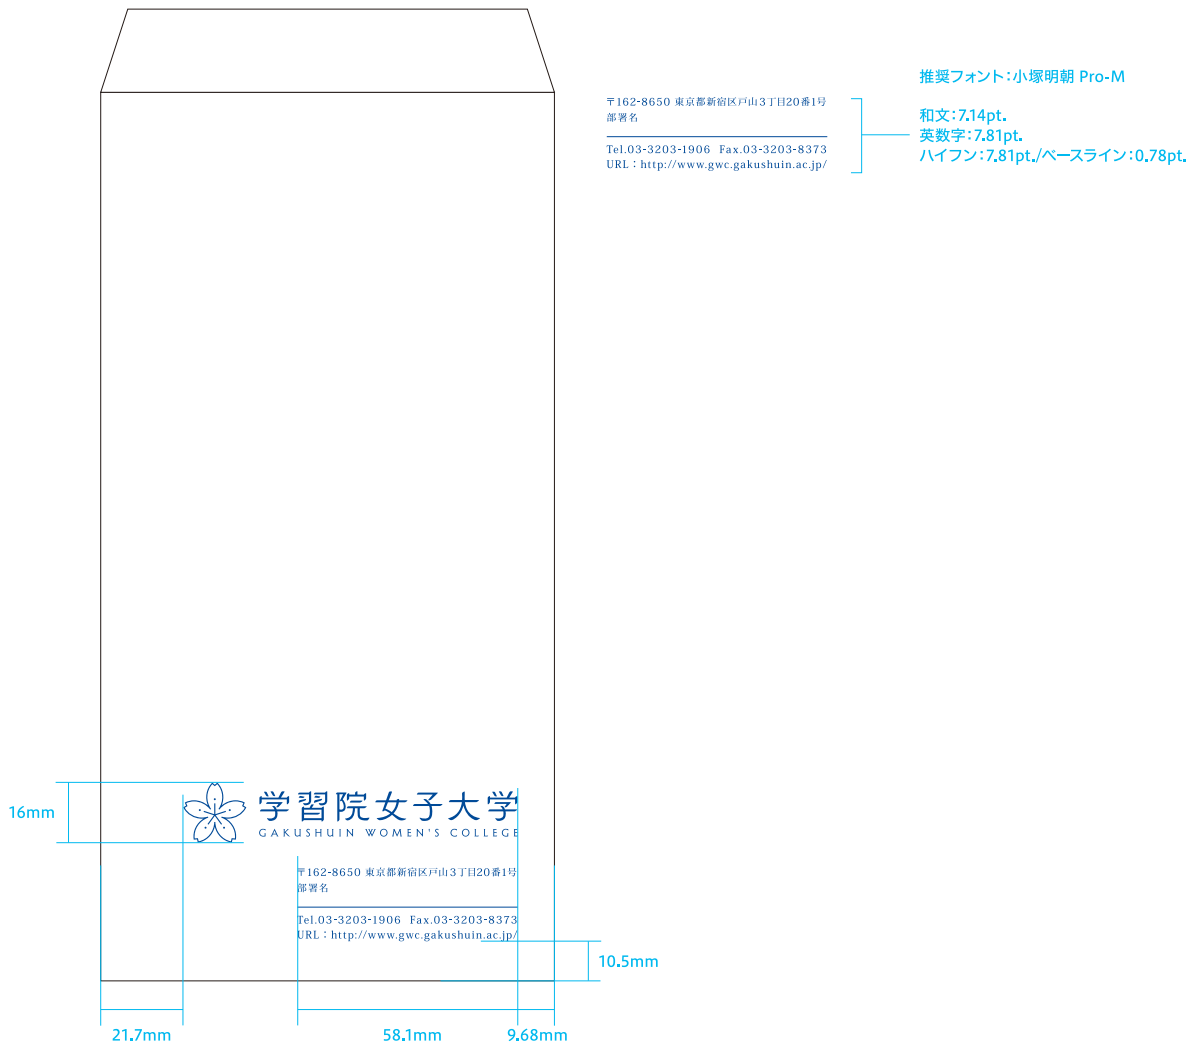 推奨フォント：小塚明朝 Pro-M
〒162-8650 東京都新宿区戸山3丁目20番1号
部署名
Tel.03-3203-1906 Fax.03-3203-8373
URL：http://www.gwc.gakushuin.ac.jp/
和文：7.14pt.
英数字：7.81pt.
ハイフン：7.81pt./ベースライン：0.78pt.
16mm
学習院女子大学
GAKUSHUIN WOMEN'S COLLEGE
〒162-8650 東京都新宿区戸山3丁目20番1号
部署名
Tel.03-3203-1906 Fax.03-3203-8373
URL：http://www.gwc.gakushuin.ac.jp/
10.5mm
21.7mm
58.1mm
9.68mm